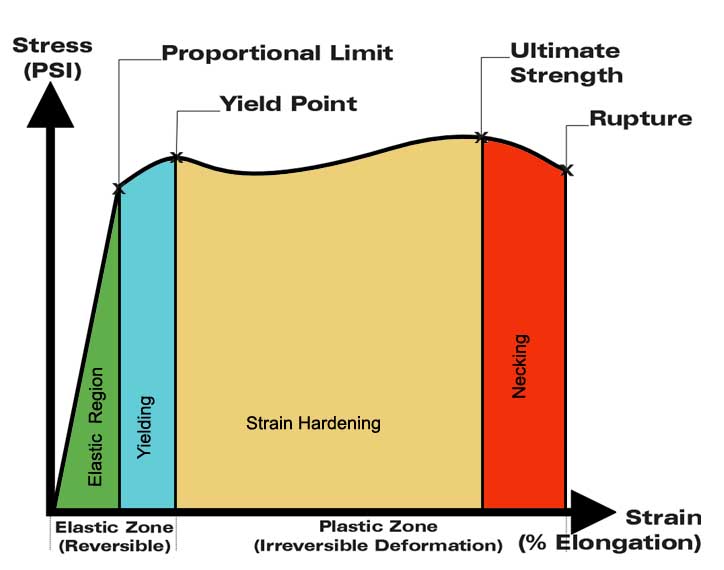 Stress
(PSI)
Proportional Limit
Ultimate
Strength
Yield Point
Rupture
Elastic Region
Yielding
Strain Hardening
Necking
Elastic Zone
(Reversible)
Plastic Zone
(Irreversible Deformation)
Strain
(% Elongation)